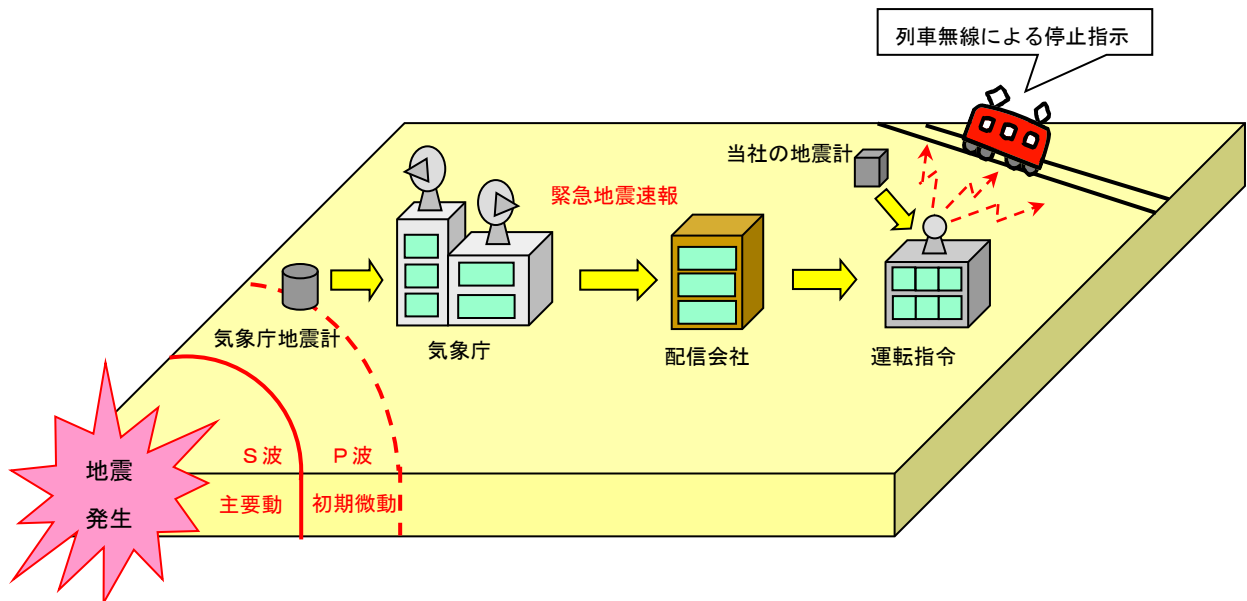 列車無線による停止指示
当社の地震計
緊急地震速報
気象庁地震計
気象庁
配信会社
運転指令
地震
発生
S波
P波
主要動
初期微動